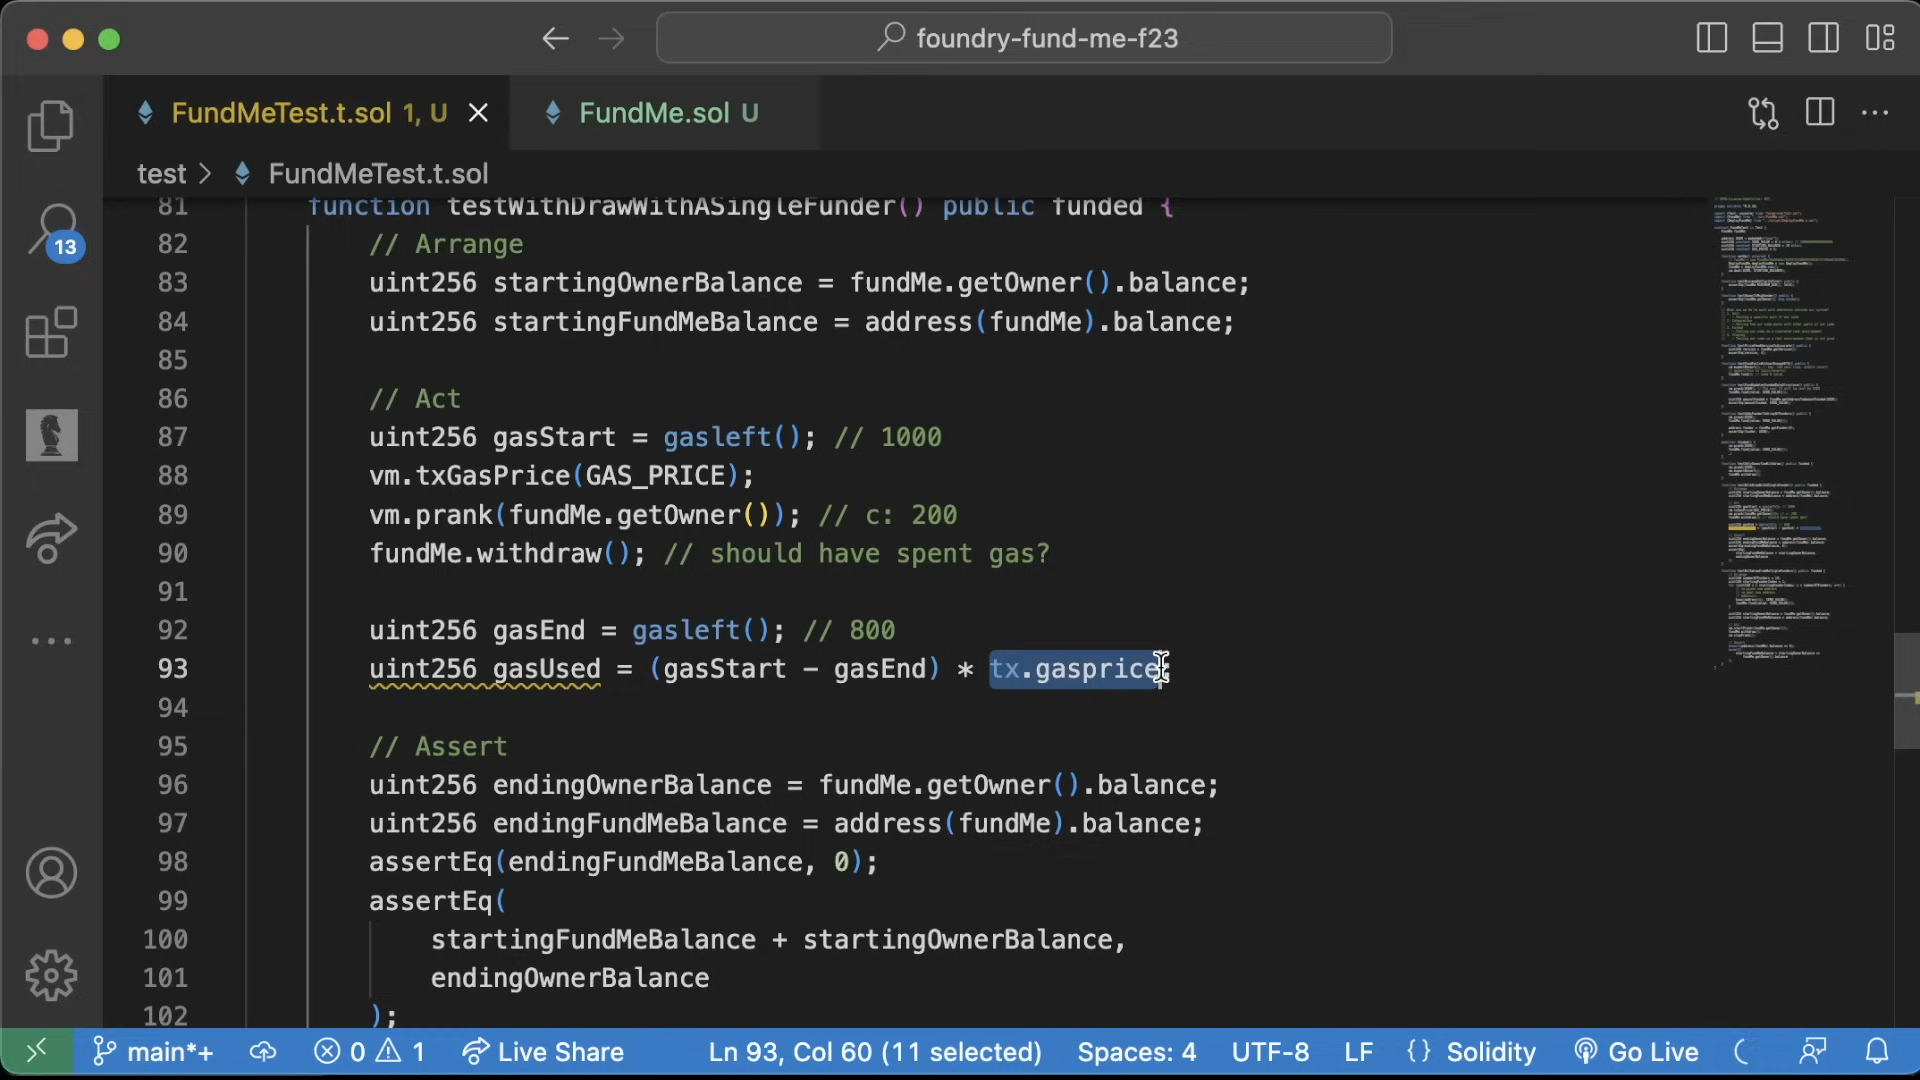 foundry-fund-me-f23
FundMeTest.t.sol 1, U
FundMe.sol U
test > FundMeTest.t.sol
81 function testWithDrawWithASingleFunder() public funded {
82 // Arrange
83 uint256 startingOwnerBalance = fundMe.getOwner().balance;
84 uint256 startingFundMeBalance = address(fundMe).balance;
85
86 // Act
87 uint256 gasStart = gasleft(); // 1000
88 vm.txGasPrice(GAS_PRICE);
89 vm.prank(fundMe.getOwner()); // c: 200
90 fundMe.withdraw(); // should have spent gas?
91
92 uint256 gasEnd = gasleft(); // 800
93 uint256 gasUsed = (gasStart - gasEnd) * tx.gasprice;
94
95 // Assert
96 uint256 endingOwnerBalance = fundMe.getOwner().balance;
97 uint256 endingFundMeBalance = address(fundMe).balance;
98 assertEq(endingFundMeBalance, 0);
99 assertEq(
100 startingFundMeBalance + startingOwnerBalance,
101 endingOwnerBalance
102 );
13
main*+ 0 1 Live Share Ln 93, Col 60 (11 selected) Spaces: 4 UTF-8 LF {} Solidity Go Live